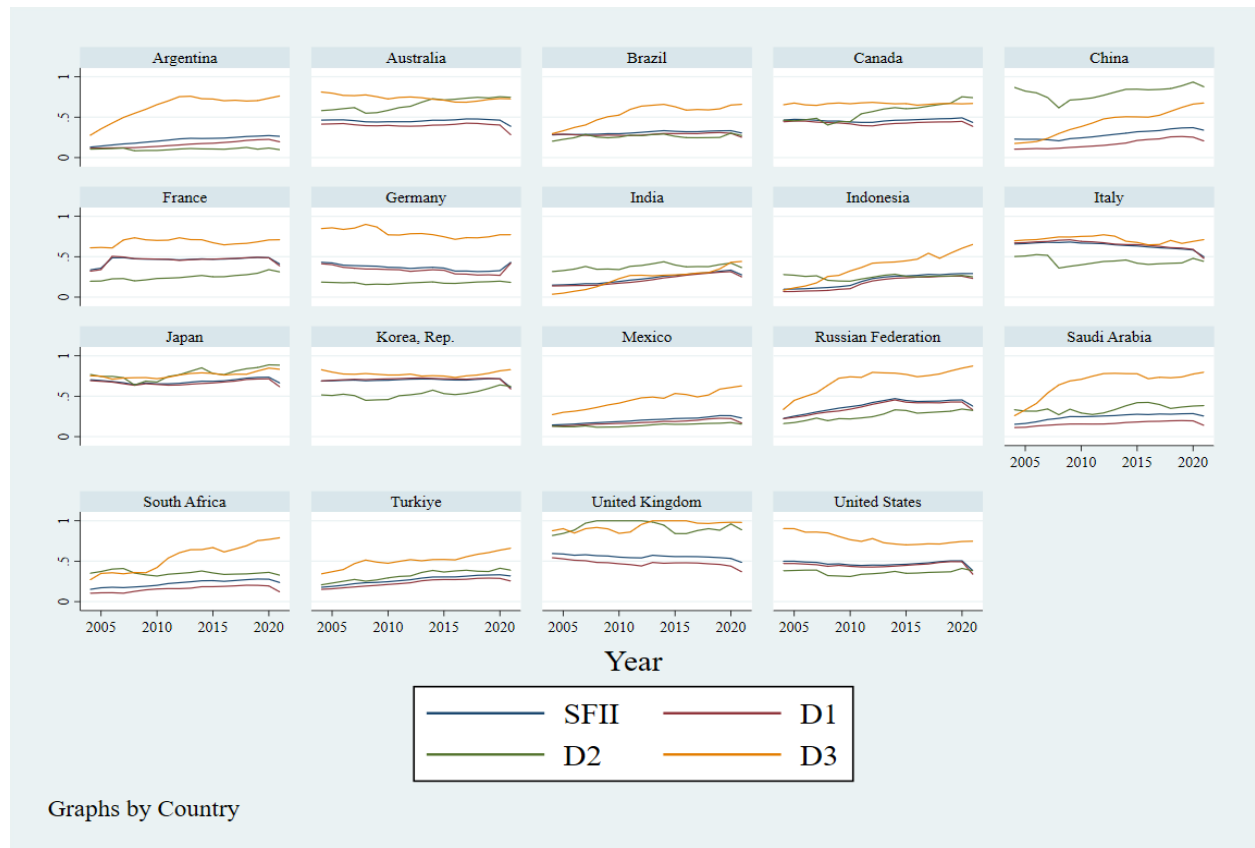 Argentina Australia Brazil Canada China
1
.5
0
France Germany India Indonesia Italy
1
.5
0
Japan Korea, Rep. Mexico Russian Federation Saudi Arabia
1
.5
0
2005 2010 2015 2020
South Africa Turkiye United Kingdom United States
1
.5
0
2005 2010 2015 2020 2005 2010 2015 2020 2005 2010 2015 2020 2005 2010 2015 2020
Year
SFII D1
D2 D3
Graphs by Country